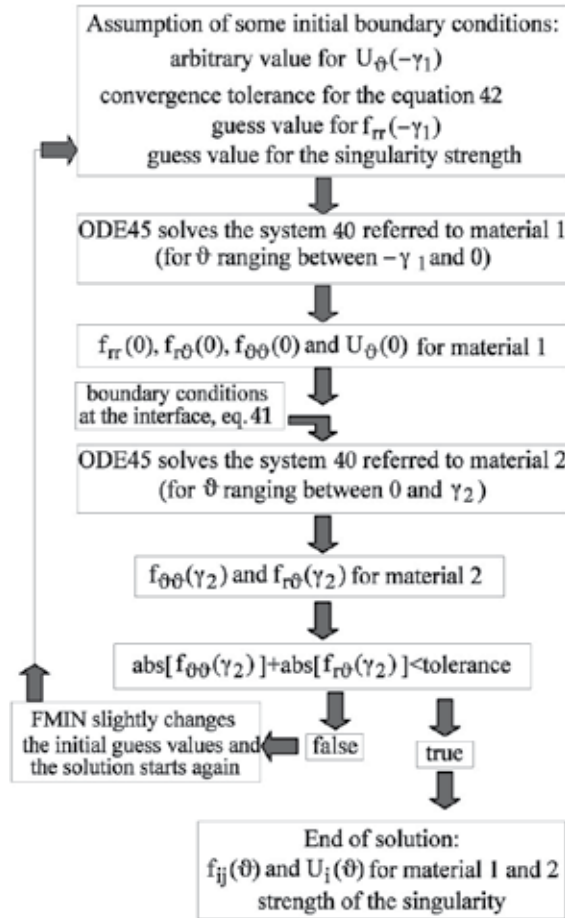 Assumption of some initial boundary conditions:
arbitrary value for U_ϑ(−γ₁)
convergence tolerance for the equation 42
guess value for f_rr(−γ₁)
guess value for the singularity strength
ODE45 solves the system 40 referred to material 1
(for ϑ ranging between −γ₁ and 0)
f_rr(0), f_rϑ(0), f_ϑϑ(0) and U_ϑ(0) for material 1
boundary conditions
at the interface, eq. 41
ODE45 solves the system 40 referred to material 2
(for ϑ ranging between 0 and γ₂)
f_ϑϑ(γ₂) and f_rϑ(γ₂) for material 2
abs[f_ϑϑ(γ₂)]+abs[f_rϑ(γ₂)]<tolerance
FMIN slightly changes
the initial guess values and
the solution starts again
false
true
End of solution:
f_ij(ϑ) and U_i(ϑ) for material 1 and 2
strength of the singularity